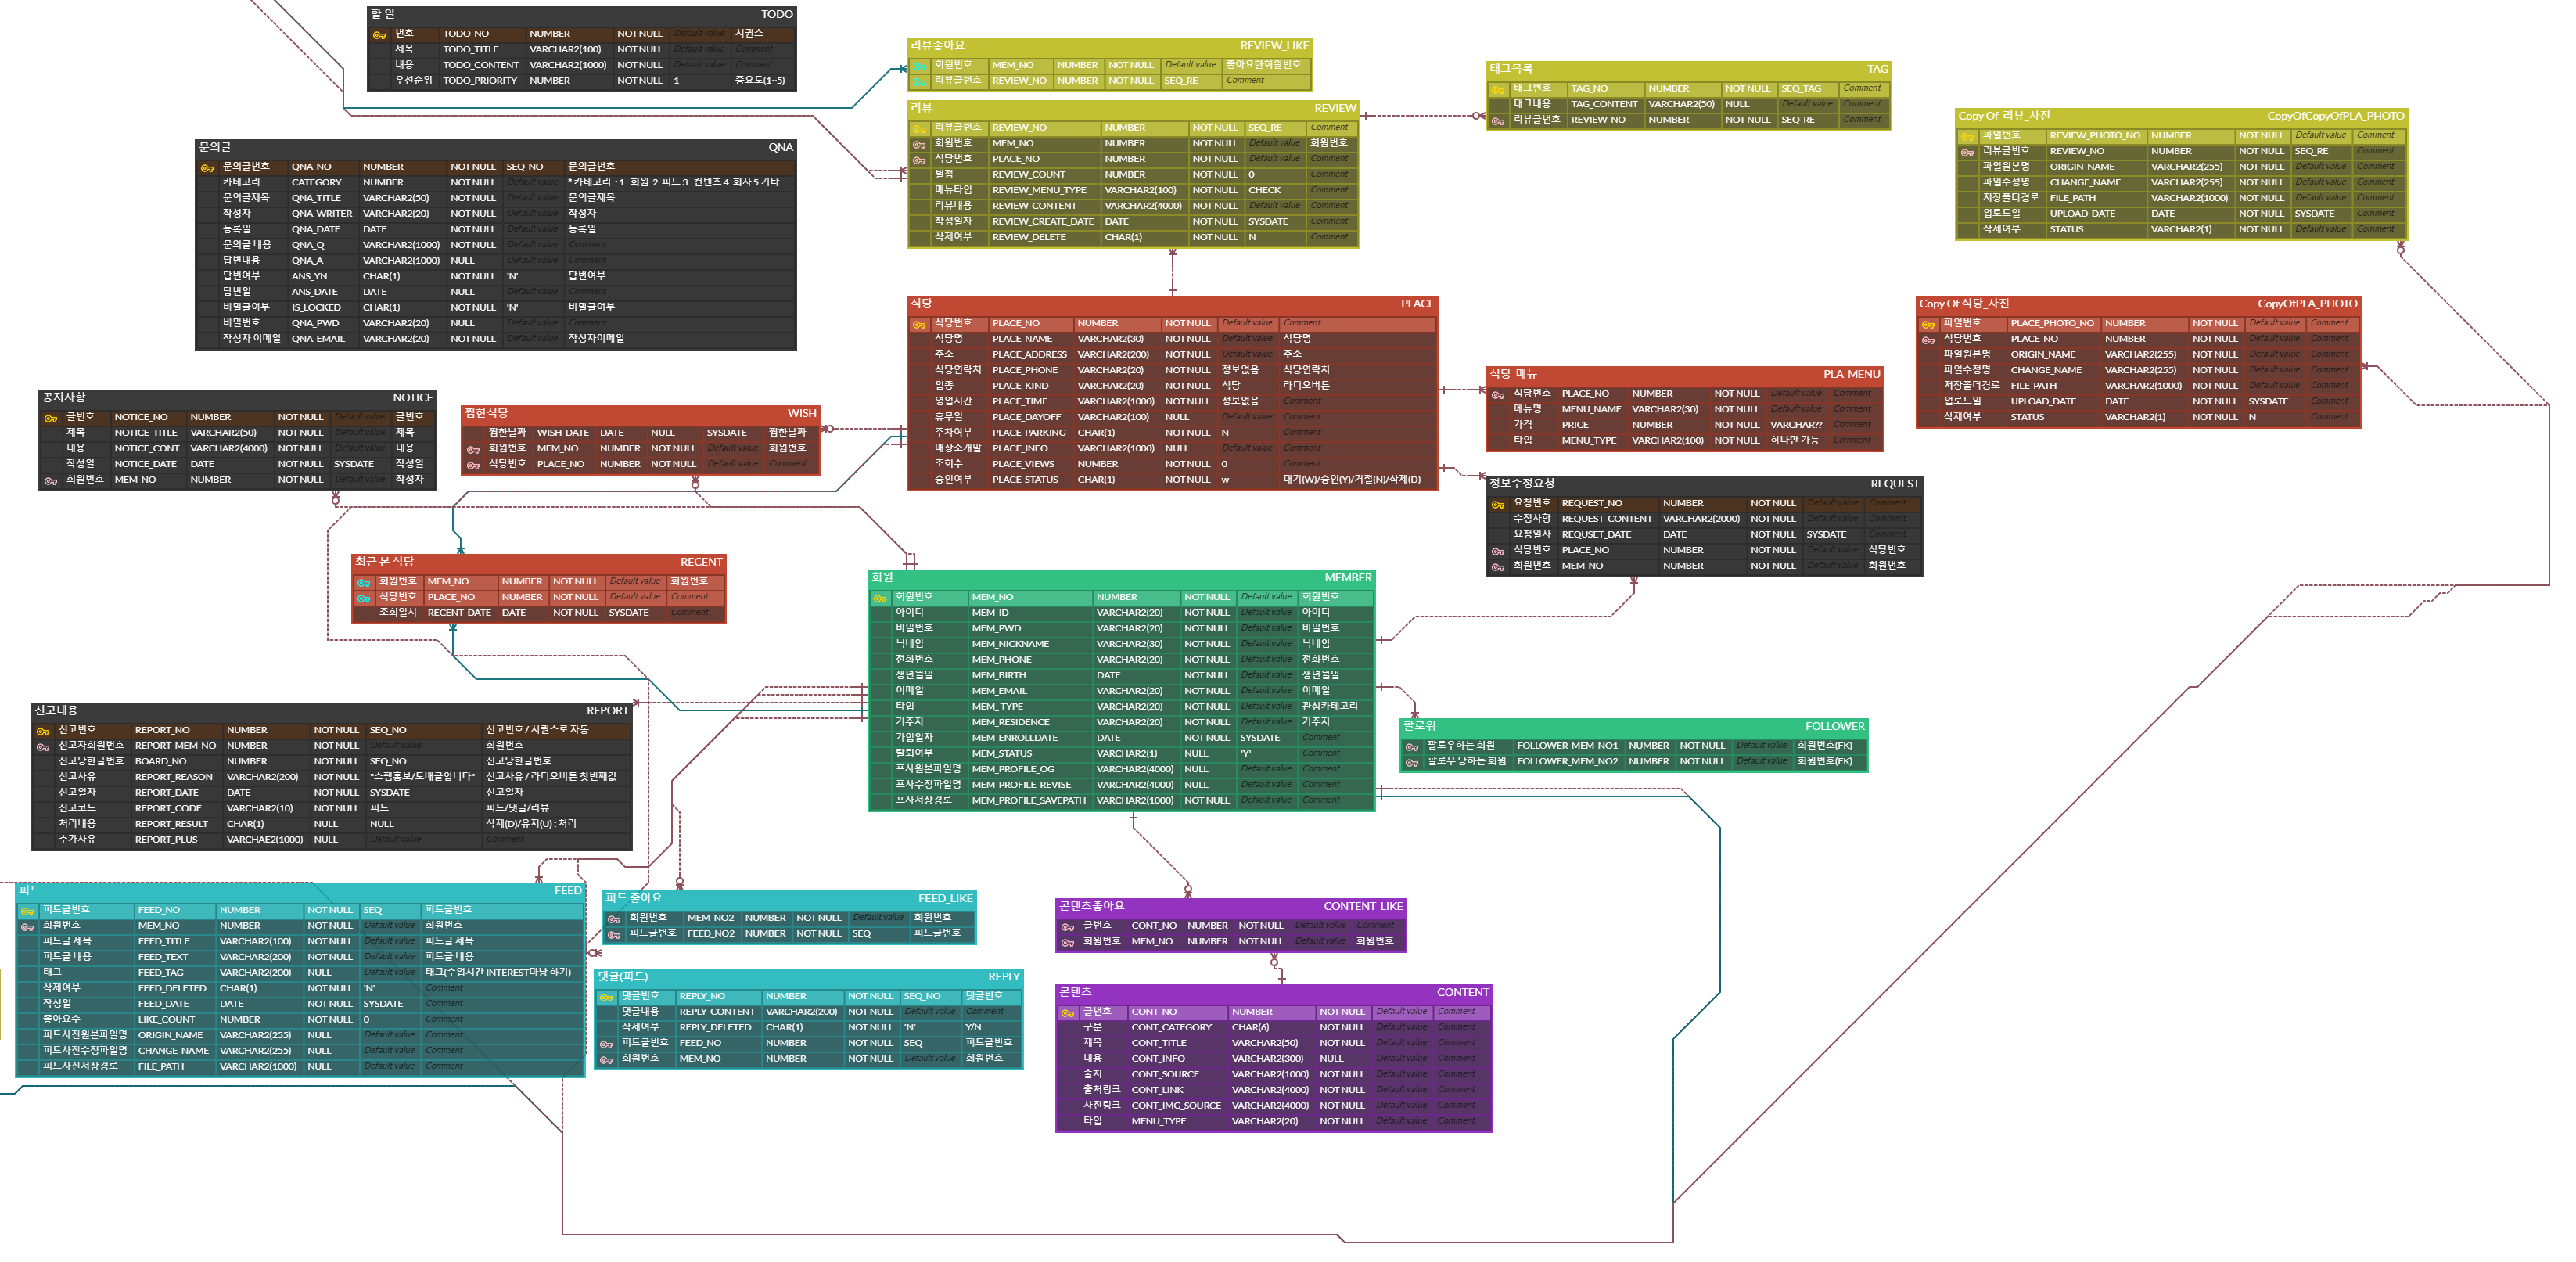 할 일 TODO
번호 TODO_NO NUMBER NOT NULL Default value 시퀀스
제목 TODO_TITLE VARCHAR2(100) NOT NULL Default value Comment
내용 TODO_CONTENT VARCHAR2(1000) NOT NULL Default value Comment
우선순위 TODO_PRIORITY NUMBER NOT NULL 1 중요도(1~5)
리뷰좋아요 REVIEW_LIKE
회원번호 MEM_NO NUMBER NOT NULL Default value 좋아요한회원번호
리뷰글번호 REVIEW_NO NUMBER NOT NULL SEQ_RE Comment
태그목록 TAG
태그번호 TAG_NO NUMBER NOT NULL SEQ_TAG Comment
태그내용 TAG_CONTENT VARCHAR2(50) NULL Default value Comment
리뷰글번호 REVIEW_NO NUMBER NOT NULL SEQ_RE Comment
리뷰 REVIEW
리뷰글번호 REVIEW_NO NUMBER NOT NULL SEQ_RE Comment
회원번호 MEM_NO NUMBER NOT NULL Default value 회원번호
식당번호 PLACE_NO NUMBER NOT NULL Default value Comment
별점 REVIEW_COUNT NUMBER NOT NULL 0 Comment
메뉴타입 REVIEW_MENU_TYPE VARCHAR2(100) NOT NULL CHECK Comment
리뷰내용 REVIEW_CONTENT VARCHAR2(4000) NOT NULL Default value Comment
작성일자 REVIEW_CREATE_DATE DATE NOT NULL SYSDATE Comment
삭제여부 REVIEW_DELETE CHAR(1) NOT NULL N Comment
Copy Of 리뷰_사진 CopyOfCopyOfPLA_PHOTO
파일번호 REVIEW_PHOTO_NO NUMBER NOT NULL Default value Comment
리뷰글번호 REVIEW_NO NUMBER NOT NULL SEQ_RE Comment
파일원본명 ORIGIN_NAME VARCHAR2(255) NOT NULL Default value Comment
파일수정명 CHANGE_NAME VARCHAR2(255) NOT NULL Default value Comment
저장폴더경로 FILE_PATH VARCHAR2(1000) NOT NULL Default value Comment
업로드일 UPLOAD_DATE DATE NOT NULL SYSDATE Comment
삭제여부 STATUS VARCHAR2(1) NOT NULL Default value Comment
문의글 QNA
문의글번호 QNA_NO NUMBER NOT NULL SEQ_NO 문의글번호
카테고리 CATEGORY NUMBER NOT NULL Default value * 카테고리 : 1. 회원 2. 피드 3. 컨텐츠 4. 회사 5.기타
문의글제목 QNA_TITLE VARCHAR2(50) NOT NULL Default value 문의글제목
작성자 QNA_WRITER VARCHAR2(20) NOT NULL Default value 작성자
등록일 QNA_DATE DATE NOT NULL Default value 등록일
문의글 내용 QNA_Q VARCHAR2(1000) NOT NULL Default value Comment
답변내용 QNA_A VARCHAR2(1000) NULL Default value Comment
답변여부 ANS_YN CHAR(1) NOT NULL 'N' 답변여부
답변일 ANS_DATE DATE NULL Default value Comment
비밀글여부 IS_LOCKED CHAR(1) NOT NULL 'N' 비밀글여부
비밀번호 QNA_PWD VARCHAR2(20) NULL Default value Comment
작성자 이메일 QNA_EMAIL VARCHAR2(20) NOT NULL Default value 작성자이메일
식당 PLACE
식당번호 PLACE_NO NUMBER NOT NULL Default value Comment
식당명 PLACE_NAME VARCHAR2(30) NOT NULL Default value 식당명
주소 PLACE_ADDRESS VARCHAR2(200) NOT NULL Default value 주소
식당연락처 PLACE_PHONE VARCHAR2(20) NOT NULL 정보없음 식당연락처
업종 PLACE_KIND VARCHAR2(20) NOT NULL 식당 라디오버튼
영업시간 PLACE_TIME VARCHAR2(1000) NOT NULL 정보없음 Comment
휴무일 PLACE_DAYOFF VARCHAR2(100) NULL Default value Comment
주차여부 PLACE_PARKING CHAR(1) NOT NULL N Comment
매장소개말 PLACE_INFO VARCHAR2(1000) NULL Default value Comment
조회수 PLACE_VIEWS NUMBER NOT NULL 0 Comment
승인여부 PLACE_STATUS CHAR(1) NOT NULL w 대기(W)/승인(Y)/거절(N)/삭제(D)
Copy Of 식당_사진 CopyOfPLA_PHOTO
파일번호 PLACE_PHOTO_NO NUMBER NOT NULL Default value Comment
식당번호 PLACE_NO NUMBER NOT NULL Default value Comment
파일원본명 ORIGIN_NAME VARCHAR2(255) NOT NULL Default value Comment
파일수정명 CHANGE_NAME VARCHAR2(255) NOT NULL Default value Comment
저장폴더경로 FILE_PATH VARCHAR2(1000) NOT NULL Default value Comment
업로드일 UPLOAD_DATE DATE NOT NULL SYSDATE Comment
삭제여부 STATUS VARCHAR2(1) NOT NULL N Comment
식당_메뉴 PLA_MENU
식당번호 PLACE_NO NUMBER NOT NULL Default value Comment
메뉴명 MENU_NAME VARCHAR2(30) NOT NULL Default value Comment
가격 PRICE NUMBER NOT NULL VARCHAR?? Comment
타입 MENU_TYPE VARCHAR2(100) NOT NULL 하나만 가능 Comment
공지사항 NOTICE
글번호 NOTICE_NO NUMBER NOT NULL Default value 글번호
제목 NOTICE_TITLE VARCHAR2(50) NOT NULL Default value 제목
내용 NOTICE_CONT VARCHAR2(4000) NOT NULL Default value 내용
작성일 NOTICE_DATE DATE NOT NULL SYSDATE 작성일
회원번호 MEM_NO NUMBER NOT NULL Default value 작성자
찜한식당 WISH
찜한날짜 WISH_DATE DATE NULL SYSDATE 찜한날짜
회원번호 MEM_NO NUMBER NOT NULL Default value 회원번호
식당번호 PLACE_NO NUMBER NOT NULL Default value Comment
정보수정요청 REQUEST
요청번호 REQUEST_NO NUMBER NOT NULL Default value Comment
수정사항 REQUEST_CONTENT VARCHAR2(2000) NOT NULL Default value Comment
요청일자 REQUSET_DATE DATE NOT NULL SYSDATE Comment
식당번호 PLACE_NO NUMBER NOT NULL Default value 식당번호
회원번호 MEM_NO NUMBER NOT NULL Default value 회원번호
최근 본 식당 RECENT
회원번호 MEM_NO NUMBER NOT NULL Default value 회원번호
식당번호 PLACE_NO NUMBER NOT NULL Default value Comment
조회일시 RECENT_DATE DATE NOT NULL SYSDATE Comment
회원 MEMBER
회원번호 MEM_NO NUMBER NOT NULL Default value 회원번호
아이디 MEM_ID VARCHAR2(20) NOT NULL Default value 아이디
비밀번호 MEM_PWD VARCHAR2(20) NOT NULL Default value 비밀번호
닉네임 MEM_NICKNAME VARCHAR2(30) NOT NULL Default value 닉네임
전화번호 MEM_PHONE VARCHAR2(20) NOT NULL Default value 전화번호
생년월일 MEM_BIRTH DATE NOT NULL Default value 생년월일
이메일 MEM_EMAIL VARCHAR2(20) NOT NULL Default value 이메일
타입 MEM_ TYPE VARCHAR2(20) NOT NULL Default value 관심카테고리
거주지 MEM_RESIDENCE VARCHAR2(20) NOT NULL Default value 거주지
가입일자 MEM_ENROLLDATE DATE NOT NULL SYSDATE Comment
탈퇴여부 MEM_STATUS VARCHAR2(1) NULL 'Y' Comment
프사원본파일명 MEM_PROFILE_OG VARCHAR2(4000) NULL Default value Comment
프사수정파일명 MEM_PROFILE_REVISE VARCHAR2(4000) NULL Default value Comment
프사저장경로 MEM_PROFILE_SAVEPATH VARCHAR2(1000) NOT NULL Default value Comment
팔로워 FOLLOWER
팔로우하는 회원 FOLLOWER_MEM_NO1 NUMBER NOT NULL Default value 회원번호(FK)
팔로우 당하는 회원 FOLLOWER_MEM_NO2 NUMBER NOT NULL Default value 회원번호(FK)
신고내용 REPORT
신고번호 REPORT_NO NUMBER NOT NULL SEQ_NO 신고번호 / 시퀀스로 자동
신고자회원번호 REPORT_MEM_NO NUMBER NOT NULL Default value 회원번호
신고당한글번호 BOARD_NO NUMBER NOT NULL SEQ_NO 신고당한글번호
신고사유 REPORT_REASON VARCHAR2(200) NOT NULL "스팸홍보/도배글입니다" 신고사유 / 라디오버튼 첫번째값
신고일자 REPORT_DATE DATE NOT NULL SYSDATE 신고일자
신고코드 REPORT_CODE VARCHAR2(10) NOT NULL 피드 피드/댓글/리뷰
처리내용 REPORT_RESULT CHAR(1) NULL NULL 삭제(D)/유지(U) : 처리
추가사유 REPORT_PLUS VARCHAE2(1000) NULL Default value Comment
피드 FEED
피드글번호 FEED_NO NUMBER NOT NULL SEQ 피드글번호
회원번호 MEM_NO NUMBER NOT NULL Default value 회원번호
피드글 제목 FEED_TITLE VARCHAR2(100) NOT NULL Default value 피드글 제목
피드글 내용 FEED_TEXT VARCHAR2(200) NOT NULL Default value 피드글 내용
태그 FEED_TAG VARCHAR2(200) NULL Default value 태그(수업시간 INTEREST마냥 하기)
삭제여부 FEED_DELETED CHAR(1) NOT NULL 'N' Comment
작성일 FEED_DATE DATE NOT NULL SYSDATE Comment
좋아요수 LIKE_COUNT NUMBER NOT NULL 0 Comment
피드사진원본파일명 ORIGIN_NAME VARCHAR2(255) NULL Default value Comment
피드사진수정파일명 CHANGE_NAME VARCHAR2(255) NULL Default value Comment
피드사진저장경로 FILE_PATH VARCHAR2(1000) NULL Default value Comment
피드 좋아요 FEED_LIKE
회원번호 MEM_NO2 NUMBER NOT NULL Default value 회원번호
피드글번호 FEED_NO2 NUMBER NOT NULL SEQ 피드글번호
댓글(피드) REPLY
댓글번호 REPLY_NO NUMBER NOT NULL SEQ_NO 댓글번호
댓글내용 REPLY_CONTENT VARCHAR2(200) NOT NULL Default value Comment
삭제여부 REPLY_DELETED CHAR(1) NOT NULL 'N' Y/N
피드글번호 FEED_NO NUMBER NOT NULL SEQ 피드글번호
회원번호 MEM_NO NUMBER NOT NULL Default value 회원번호
콘텐츠좋아요 CONTENT_LIKE
글번호 CONT_NO NUMBER NOT NULL Default value Comment
회원번호 MEM_NO NUMBER NOT NULL Default value 회원번호
콘텐츠 CONTENT
글번호 CONT_NO NUMBER NOT NULL Default value Comment
구분 CONT_CATEGORY CHAR(6) NOT NULL Default value Comment
제목 CONT_TITLE VARCHAR2(50) NOT NULL Default value Comment
내용 CONT_INFO VARCHAR2(300) NULL Default value Comment
출처 CONT_SOURCE VARCHAR2(1000) NOT NULL Default value Comment
출처링크 CONT_LINK VARCHAR2(4000) NOT NULL Default value Comment
사진링크 CONT_IMG_SOURCE VARCHAR2(4000) NOT NULL Default value Comment
타입 MENU_TYPE VARCHAR2(20) NOT NULL Default value Comment